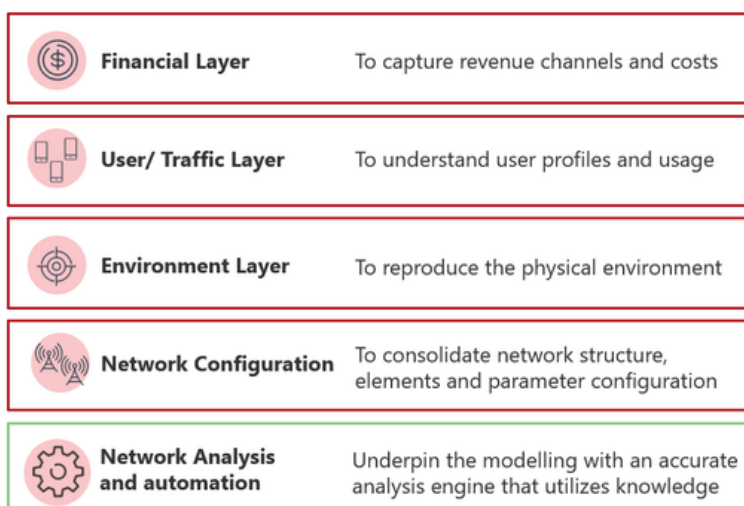 Financial Layer To capture revenue channels and costs
User/ Traffic Layer To understand user profiles and usage
Environment Layer To reproduce the physical environment
Network Configuration
To consolidate network structure,
elements and parameter configuration
Network Analysis
and automation
Underpin the modelling with an accurate
analysis engine that utilizes knowledge